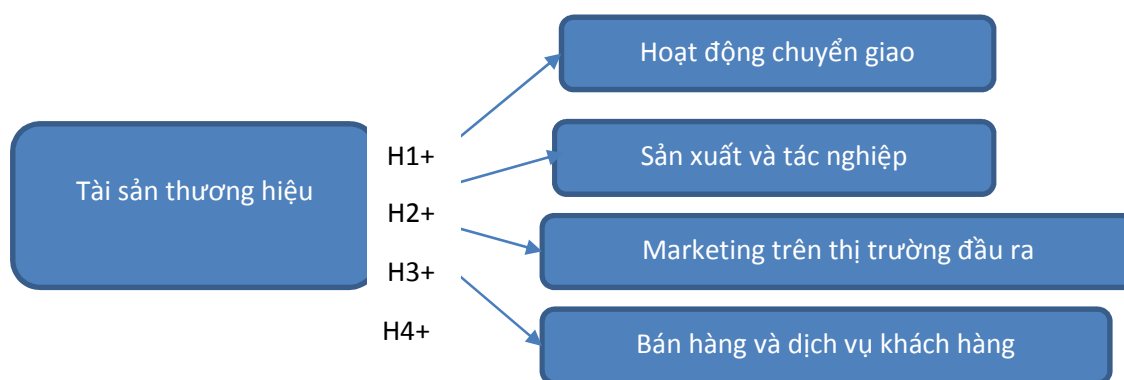 Tài sản thương hiệu
H1+
H2+
H3+
H4+
Hoạt động chuyển giao
Sản xuất và tác nghiệp
Marketing trên thị trường đầu ra
Bán hàng và dịch vụ khách hàng